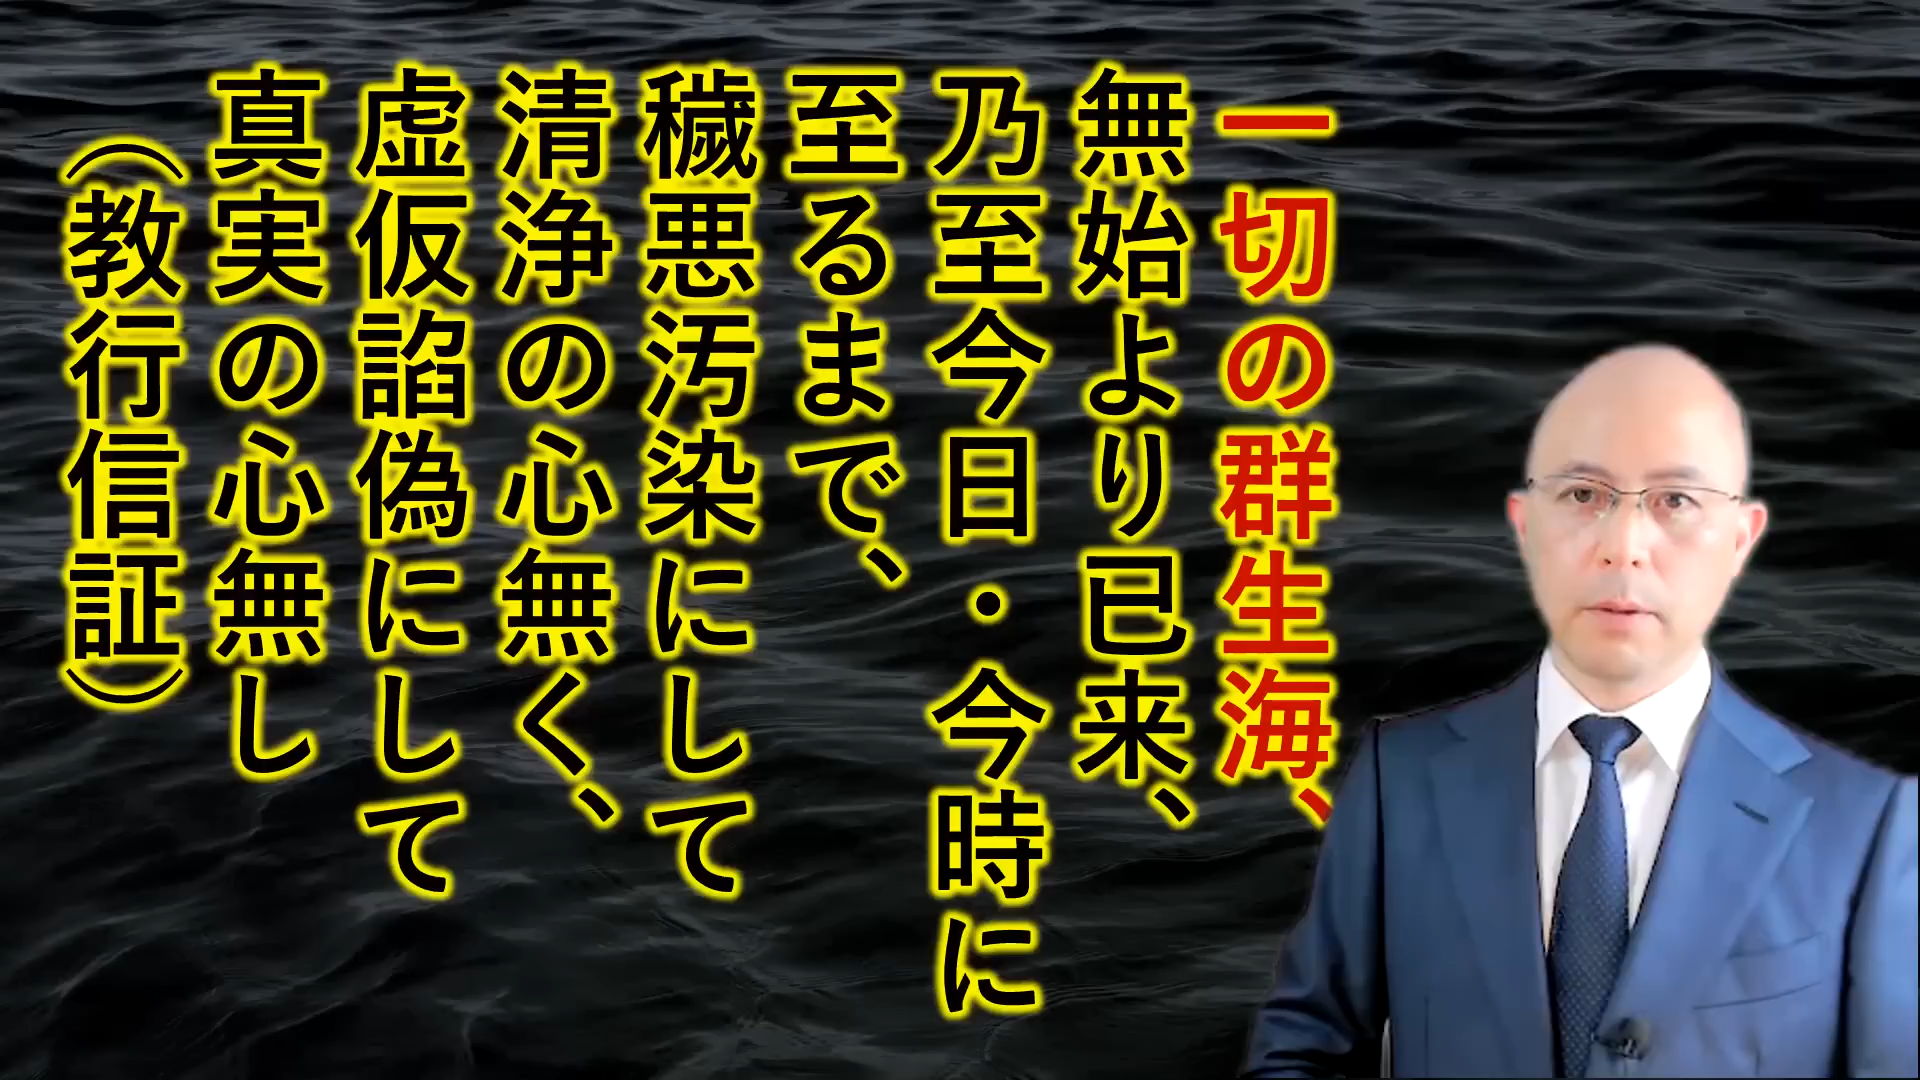 一切の群生海、
無始より已来、
乃至今日・今時に
至るまで、
穢悪汚染にして
清浄の心無く、
虚仮諂偽にして
真実の心無し
（教行信証）